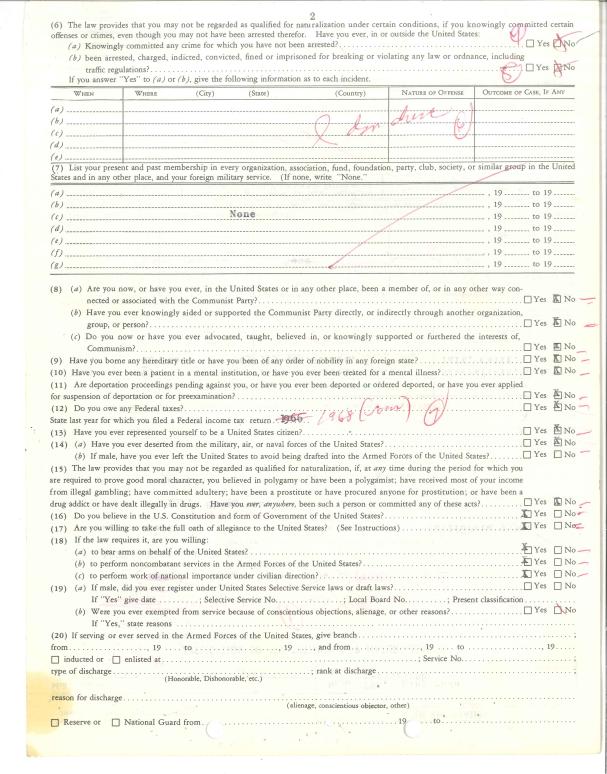 2
(6) The law provides that you may not be regarded as qualified for naturalization under certain conditions, if you knowingly committed certain
offenses or crimes, even though you may not have been arrested therefor. Have you ever, in or outside the United States:
(a) Knowingly committed any crime for which you have not been arrested? ☐ Yes ☒ No
(b) been arrested, charged, indicted, convicted, fined or imprisoned for breaking or violating any law or ordnance, including
traffic regulations? ☐ Yes ☒ No
5
If you answer "Yes" to (a) or (b), give the following information as to each incident.
WHEN WHERE (City) (State) (Country) NATURE OF OFFENSE OUTCOME OF CASE, IF ANY
(a)
(b)
(c)
(d)
(e)
6
(7) List your present and past membership in every organization, association, fund, foundation, party, club, society, or similar group in the United
States and in any other place, and your foreign military service. (If none, write "None.")
(a) , 19 to 19
(b) , 19 to 19
(c) None , 19 to 19
(d) , 19 to 19
(e) , 19 to 19
(f) , 19 to 19
(g) , 19 to 19
(8) (a) Are you now, or have you ever, in the United States or in any other place, been a member of, or in any other way con-
nected or associated with the Communist Party? ☐ Yes ☒ No
(b) Have you ever knowingly aided or supported the Communist Party directly, or indirectly through another organization,
group, or person? ☐ Yes ☒ No
(c) Do you now or have you ever advocated, taught, believed in, or knowingly supported or furthered the interests of,
Communism? ☐ Yes ☒ No
(9) Have you borne any hereditary title or have you been of any order of nobility in any foreign state? ☐ Yes ☒ No
(10) Have you ever been a patient in a mental institution, or have you ever been treated for a mental illness? ☐ Yes ☒ No
(11) Are deportation proceedings pending against you, or have you ever been deported or ordered deported, or have you ever applied
for suspension of deportation or for preexamination? ☐ Yes ☒ No
(12) Do you owe any Federal taxes? ☐ Yes ☒ No
State last year for which you filed a Federal income tax return 1966 1968 7
(13) Have you ever represented yourself to be a United States citizen? ☐ Yes ☒ No
(14) (a) Have you ever deserted from the military, air, or naval forces of the United States? ☐ Yes ☒ No
(b) If male, have you ever left the United States to avoid being drafted into the Armed Forces of the United States? ☐ Yes ☐ No
(15) The law provides that you may not be regarded as qualified for naturalization, if, at any time during the period for which you
are required to prove good moral character, you believed in polygamy or have been a polygamist; have received most of your income
from illegal gambling; have committed adultery; have been a prostitute or have procured anyone for prostitution; or have been a
drug addict or have dealt illegally in drugs. Have you ever, anywhere, been such a person or committed any of these acts? ☐ Yes ☒ No
(16) Do you believe in the U.S. Constitution and form of Government of the United States? ☒ Yes ☐ No
(17) Are you willing to take the full oath of allegiance to the United States? (See Instructions) ☒ Yes ☐ No
(18) If the law requires it, are you willing:
(a) to bear arms on behalf of the United States? ☒ Yes ☐ No
(b) to perform noncombatant services in the Armed Forces of the United States? ☒ Yes ☐ No
(c) to perform work of national importance under civilian direction? ☒ Yes ☐ No
(19) (a) If male, did you ever register under United States Selective Service laws or draft laws? ☐ Yes ☐ No
If "Yes" give date ; Selective Service No. ; Local Board No. ; Present classification
(b) Were you ever exempted from service because of conscientious objections, alienage, or other reasons? ☐ Yes ☒ No
If "Yes," state reasons
(20) If serving or ever served in the Armed Forces of the United States, give branch ;
from , 19 to , 19 , and from , 19 to , 19 ;
☐ inducted or ☐ enlisted at ; Service No. ;
type of discharge ; rank at discharge ;
(Honorable, Dishonorable, etc.)
reason for discharge ;
(alienage, conscientious objector, other)
☐ Reserve or ☐ National Guard from 19 to